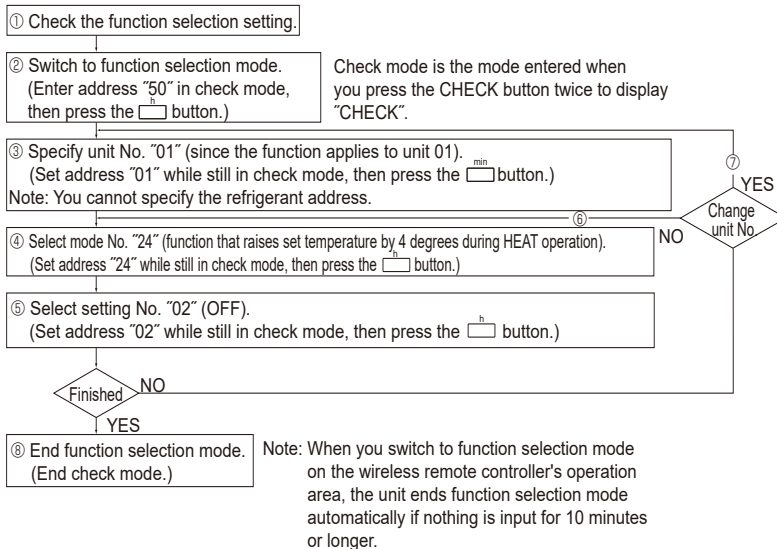 ① Check the function selection setting.
② Switch to function selection mode.
(Enter address ˝50˝ in check mode,
h
then press the button.)
Check mode is the mode entered when
you press the CHECK button twice to display
˝CHECK˝.
③ Specify unit No. ˝01˝ (since the function applies to unit 01).
min
(Set address ˝01˝ while still in check mode, then press the button.)
Note: You cannot specify the refrigerant address.
⑦
YES
Change
unit No.
⑥
NO
④ Select mode No. ˝24˝ (function that raises set temperature by 4 degrees during HEAT operation).
h
(Set address ˝24˝ while still in check mode, then press the button.)
⑤ Select setting No. ˝02˝ (OFF).
h
(Set address ˝02˝ while still in check mode, then press the button.)
Finished
NO
YES
⑧ End function selection mode.
(End check mode.)
Note: When you switch to function selection mode
on the wireless remote controller's operation
area, the unit ends function selection mode
automatically if nothing is input for 10 minutes
or longer.